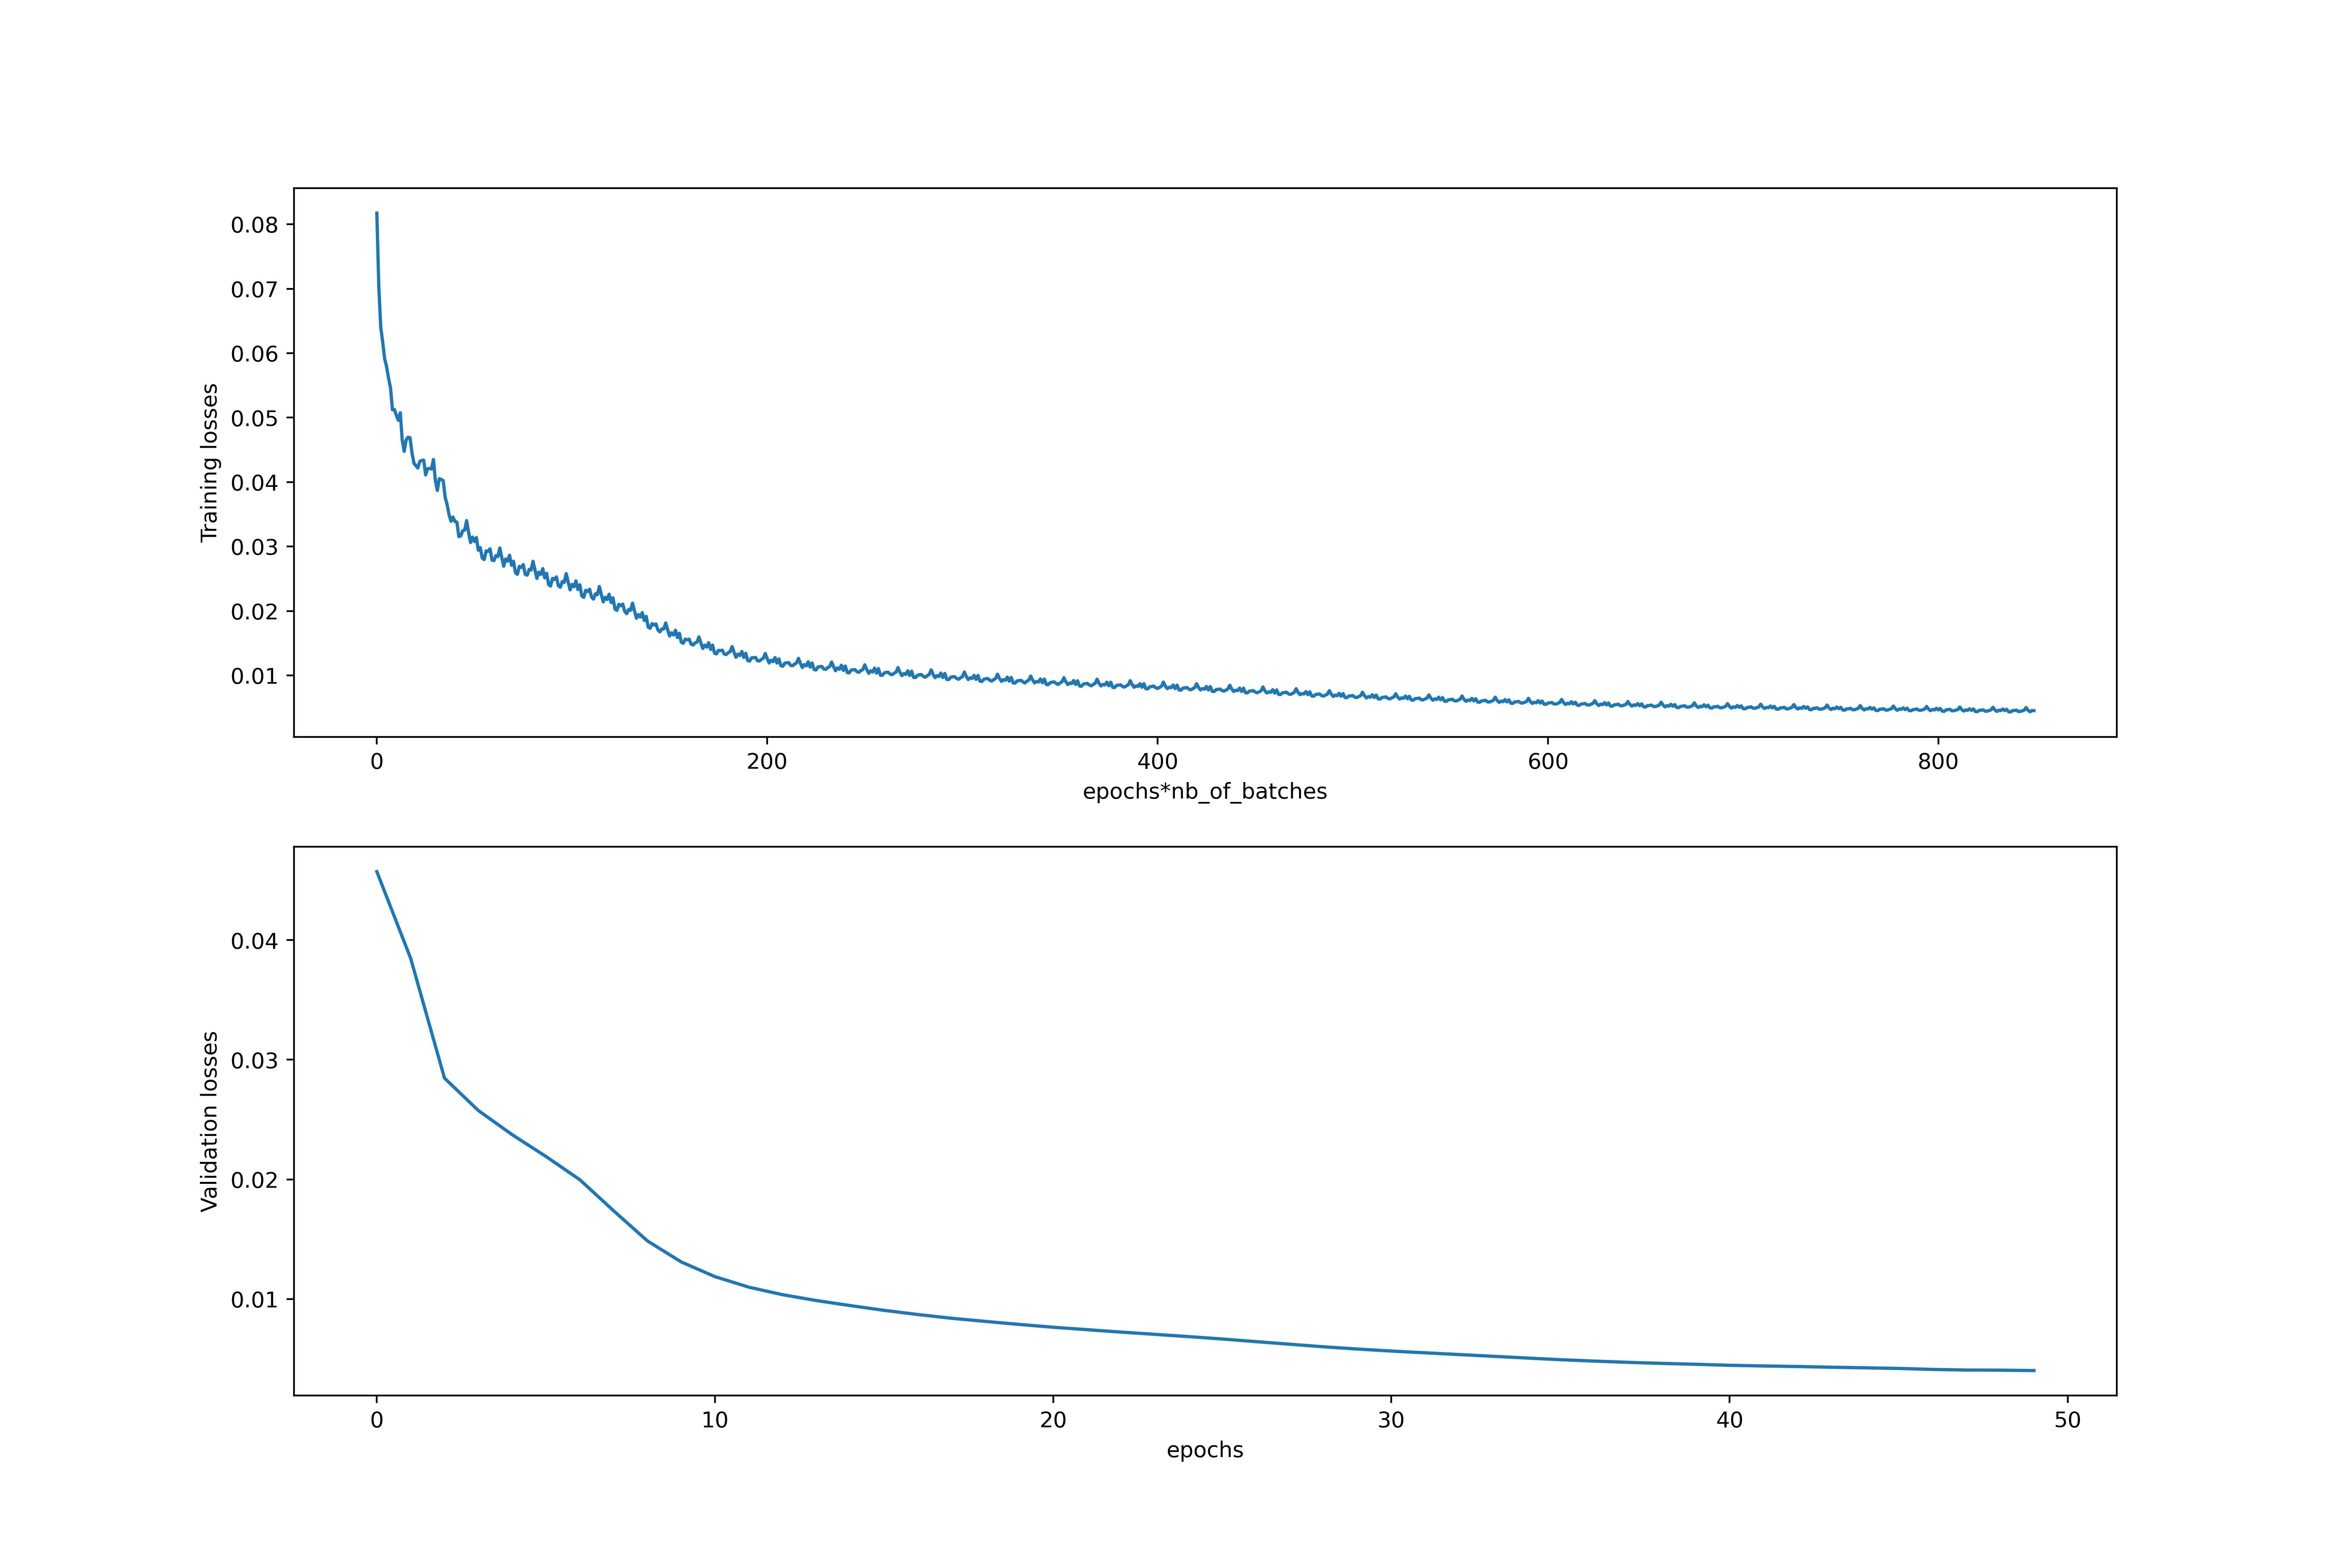 0.08
0.07
0.06
0.05
0.04
0.03
0.02
0.01
Training losses
0 200 400 600 800
epochs*nb_of_batches
0.04
0.03
0.02
0.01
Validation losses
0 10 20 30 40 50
epochs